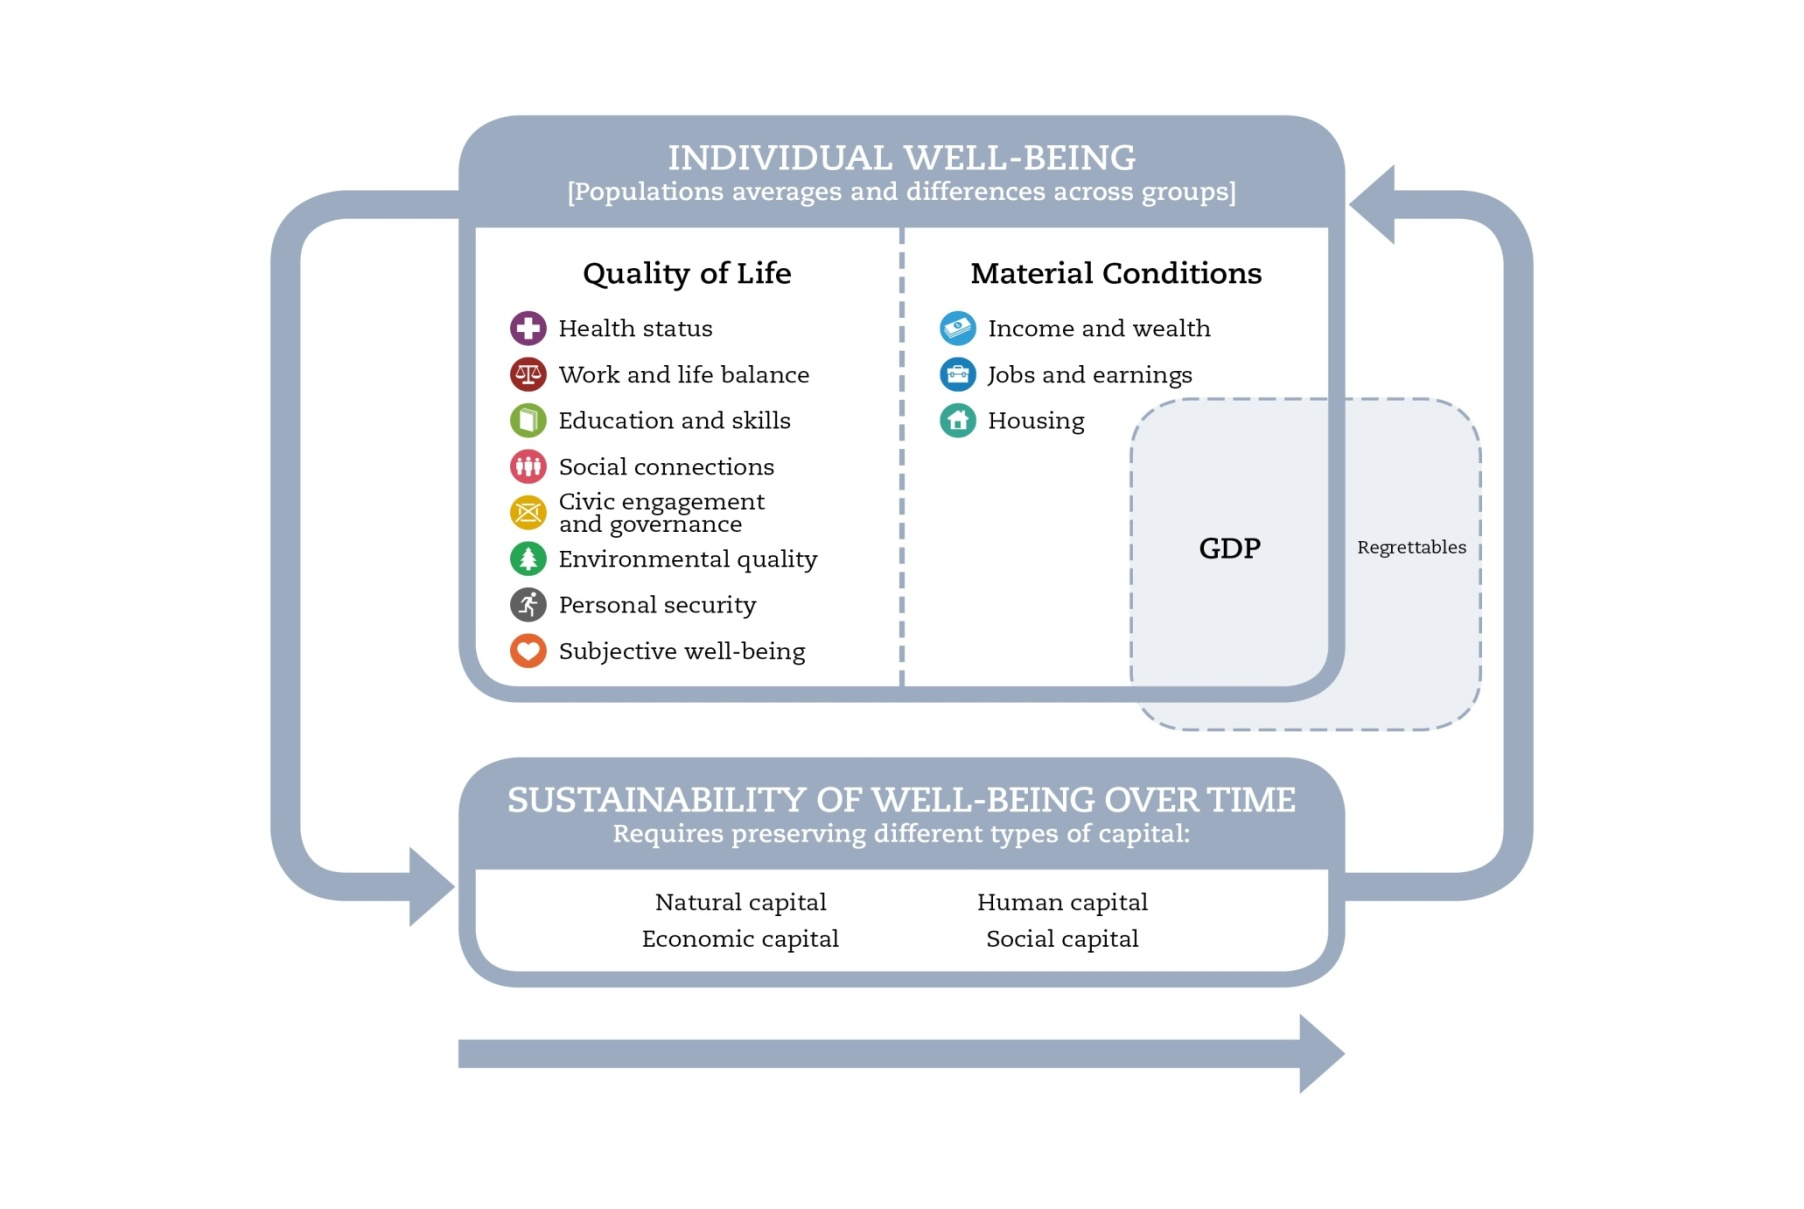 INDIVIDUAL WELL-BEING
[Populations averages and differences across groups]
Quality of Life
Health status
Work and life balance
Education and skills
Social connections
Civic engagement
and governance
Environmental quality
Personal security
Subjective well-being
Material Conditions
Income and wealth
Jobs and earnings
Housing
GDP
Regrettables
SUSTAINABILITY OF WELL-BEING OVER TIME
Requires preserving different types of capital:
Natural capital
Human capital
Economic capital
Social capital